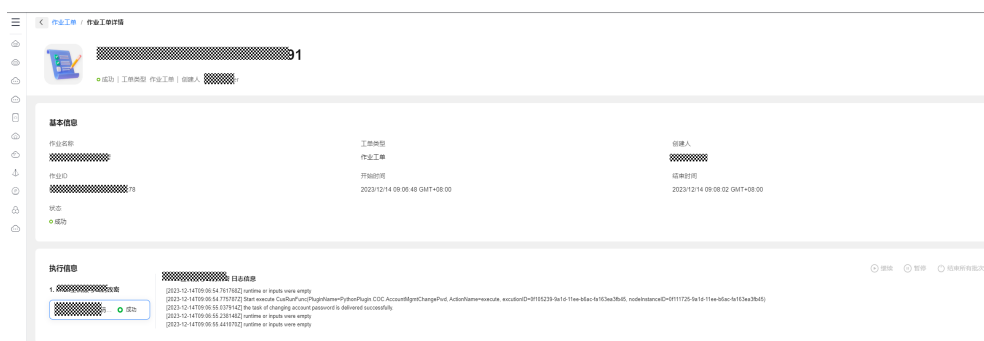 作业工单 / 作业工单详情
91
成功 | 工单类型 作业工单 | 创建人 r
基本信息
作业名称
工单类型
作业工单
创建人
作业ID
78
开始时间
2023/12/14 09:06:48 GMT+08:00
结束时间
2023/12/14 09:08:02 GMT+08:00
状态
成功
执行信息
继续 暂停 结束所有批次
日志信息
1.
[2023-12-14T09:06:54.761768Z] runtime or inputs were empty
[2023-12-14T09:06:54.775787Z] Start execute CusRunFunc(PluginName=PythonPlugin.COC.AccountMgmtChangePwd, ActionName=execute, excutionID=0f105239-9a1d-11ee-b6ac-fa163ea3fb45, nodeInstanceID=0f111725-9a1d-11ee-b6ac-fa163ea3fb45)
[2023-12-14T09:06:55.037914Z] the task of changing account password is delivered successfully
[2023-12-14T09:06:55.238148Z] runtime or inputs were empty
[2023-12-14T09:06:55.441070Z] runtime or inputs were empty
成功